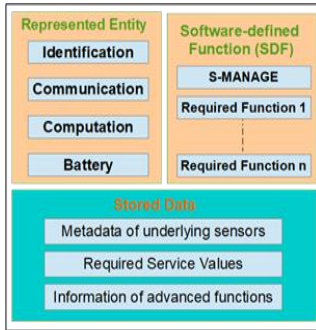 Represented Entity
Identification
Communication
Computation
Battery
Software-defined
Function (SDF)
S-MANAGE
Required Function 1
Required Function n
Stored Data
Metadata of underlying sensors
Required Service Values
Information of advanced functions